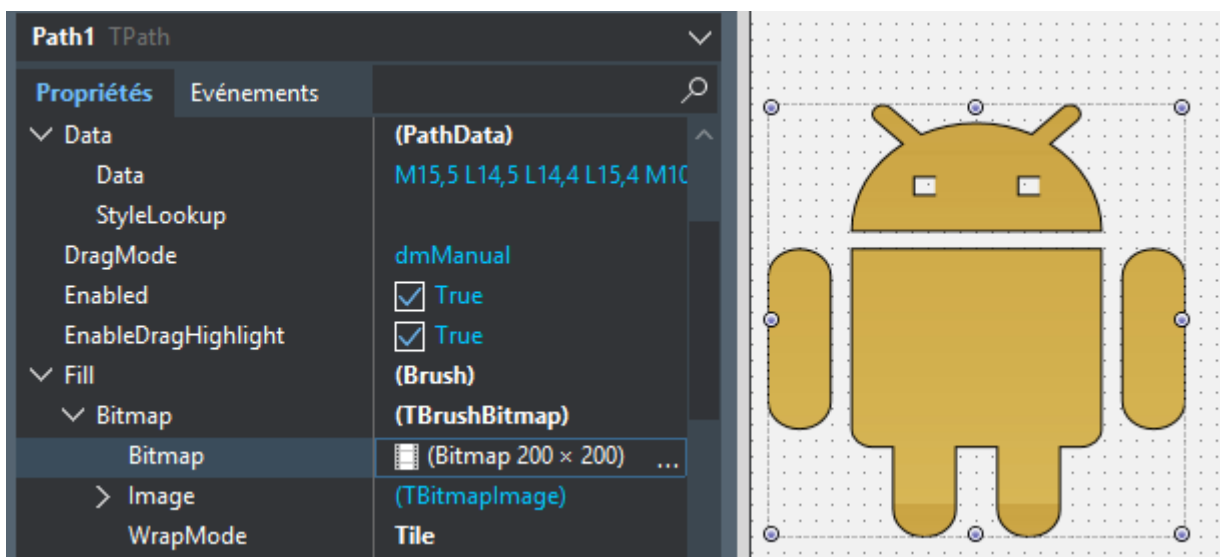 Path1 TPath
Propriétés Evénements
Data (PathData)
Data M15,5 L14,5 L14,4 L15,4 M10
StyleLookup
DragMode dmManual
Enabled True
EnableDragHighlight True
Fill (Brush)
Bitmap (TBrushBitmap)
Bitmap (Bitmap 200 × 200) ...
Image (TBitmapImage)
WrapMode Tile